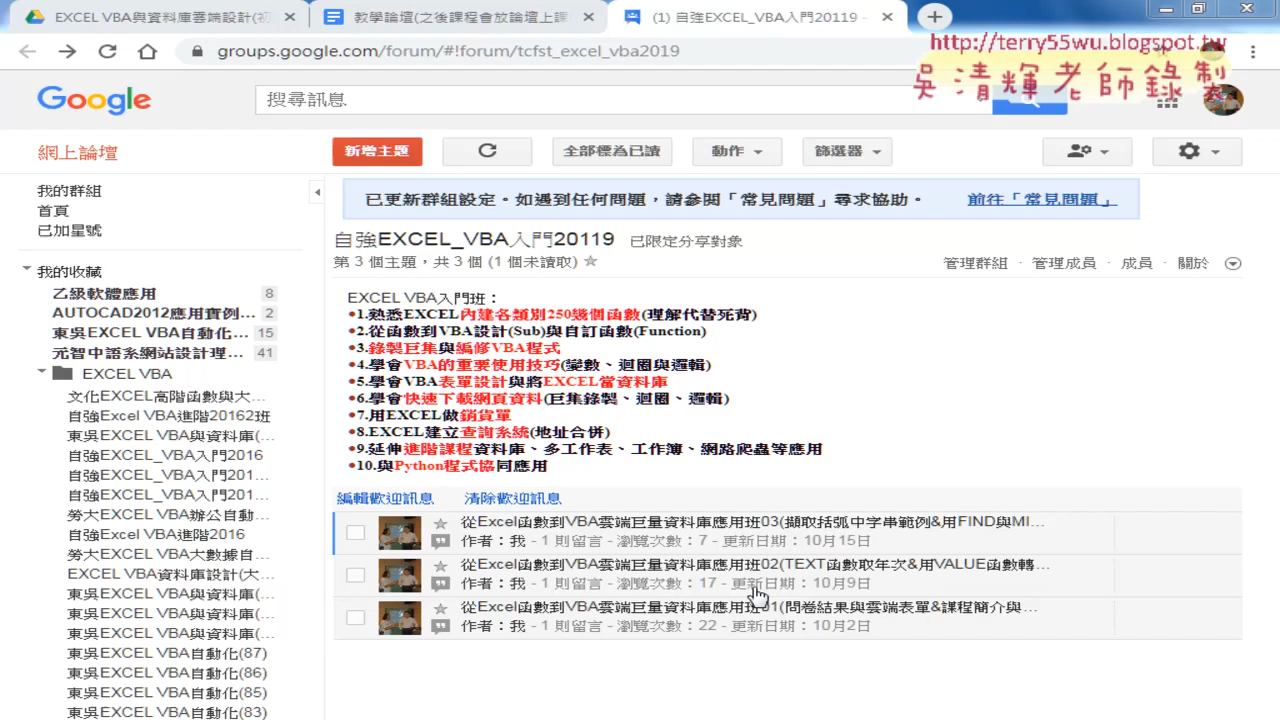 EXCEL VBA與資料庫雲端設計(初
教學論壇(之後課程會放論壇上課
(1) 自強EXCEL_VBA入門20119 -
groups.google.com/forum/#!forum/tcfst_excel_vba2019
http://terry55wu.blogspot.tw
吳清輝老師錄製
Google
搜尋訊息
網上論壇
新增主題
全部標為已讀
動作
篩選器
我的群組
首頁
已加星號
我的收藏
乙級軟體應用 8
AUTOCAD2012應用實例... 2
東吳EXCEL VBA自動化... 15
元智中語系網站設計理... 41
EXCEL VBA
文化EXCEL高階函數與大...
自強Excel VBA進階20162班
東吳EXCEL VBA與資料庫(...
自強EXCEL_VBA入門2016
自強EXCEL_VBA入門201...
自強EXCEL_VBA入門201...
勞大EXCEL VBA辦公自動...
自強EXCEL VBA進階2016
勞大EXCEL VBA大數據自...
EXCEL VBA資料庫設計(大...
東吳EXCEL VBA與資料庫(...
東吳EXCEL VBA與資料庫(...
東吳EXCEL VBA與資料庫(...
東吳EXCEL VBA自動化(87)
東吳EXCEL VBA自動化(86)
東吳EXCEL VBA自動化(85)
東吳EXCEL VBA自動化(83)
已更新群組設定。如遇到任何問題，請參閱「常見問題」尋求協助。 前往「常見問題」
自強EXCEL_VBA入門20119 已限定分享對象
第 3 個主題，共 3 個 (1 個未讀取)
管理群組 · 管理成員 · 成員 · 關於
EXCEL VBA入門班：
•1.熟悉EXCEL內建各類別250幾個函數(理解代替死背)
•2.從函數到VBA設計(Sub)與自訂函數(Function)
•3.錄製巨集與編修VBA程式
•4.學會VBA的重要使用技巧(變數、迴圈與邏輯)
•5.學會VBA表單設計與將EXCEL當資料庫
•6.學會快速下載網頁資料(巨集錄製、迴圈、邏輯)
•7.用EXCEL做銷貨單
•8.EXCEL建立查詢系統(地址合併)
•9.延伸進階課程資料庫、多工作表、工作簿、網路爬蟲等應用
•10.與Python程式協同應用
編輯歡迎訊息 清除歡迎訊息
從Excel函數到VBA雲端巨量資料庫應用班03(擷取括弧中字串範例&用FIND與MI...
作者：我 - 1 則留言 - 瀏覽次數：7 - 更新日期：10月15日
從Excel函數到VBA雲端巨量資料庫應用班02(TEXT函數取年次&用VALUE函數轉...
作者：我 - 1 則留言 - 瀏覽次數：17 - 更新日期：10月9日
從Excel函數到VBA雲端巨量資料庫應用班01(問卷結果與雲端表單&課程簡介與...
作者：我 - 1 則留言 - 瀏覽次數：22 - 更新日期：10月2日